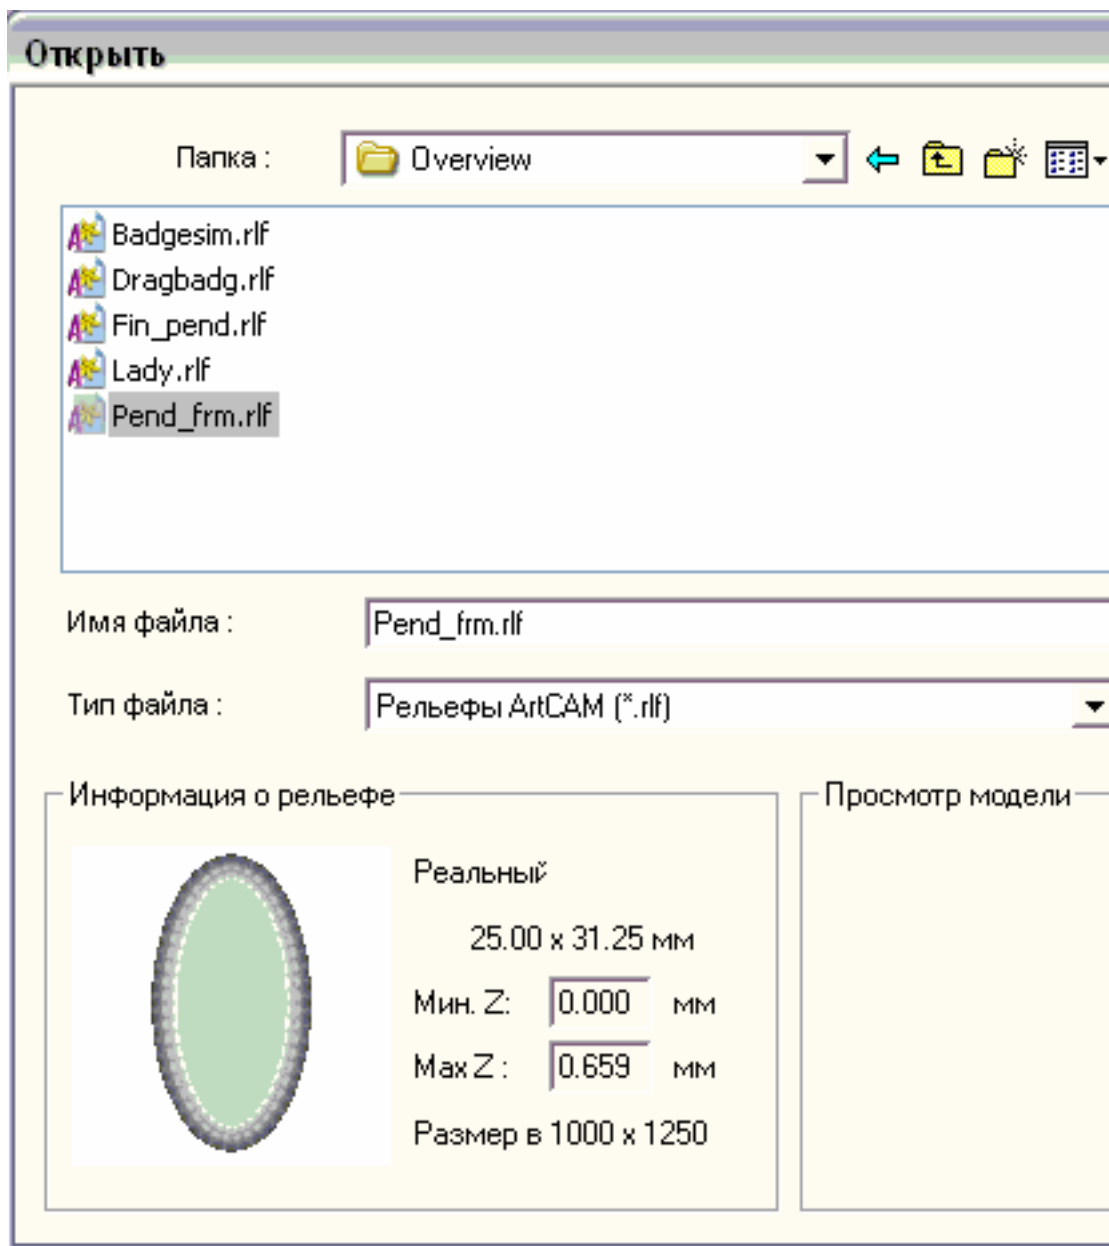 Открыть
Папка :
Overview
Badgesim.rlf
Dragbadg.rlf
Fin_pend.rlf
Lady.rlf
Pend_frm.rlf
Имя файла :
Pend_frm.rlf
Тип файла :
Рельефы ArtCAM (*.rlf)
Информация о рельефе
Реальный
25.00 x 31.25 мм
Мин. Z: 0.000 мм
Max Z : 0.659 мм
Размер в 1000 x 1250
Просмотр модели